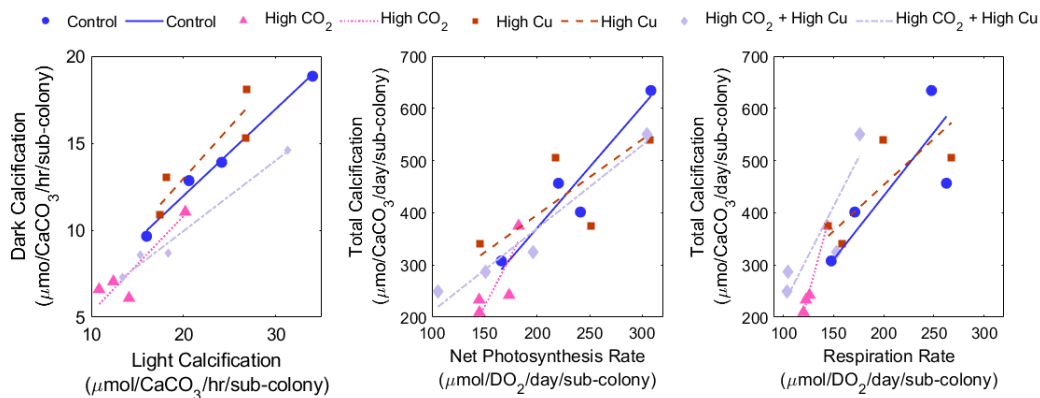 Control Control High CO2 High CO2 High Cu High Cu High CO2 + High Cu High CO2 + High Cu
Dark Calcification
(μmo/CaCO3/hr/sub-colony)
20
15
10
5
10 20 30
Light Calcification
(μmol/CaCO3/hr/sub-colony)
Total Calcification
(μmo/CaCO3/day/sub-colony)
700
600
500
400
300
200
100 150 200 250 300
Net Photosynthesis Rate
(μmol/DO2/day/sub-colony)
Total Calcification
(μmo/CaCO3/day/sub-colony)
700
600
500
400
300
200
100 150 200 250 300
Respiration Rate
(μmol/DO2/day/sub-colony)